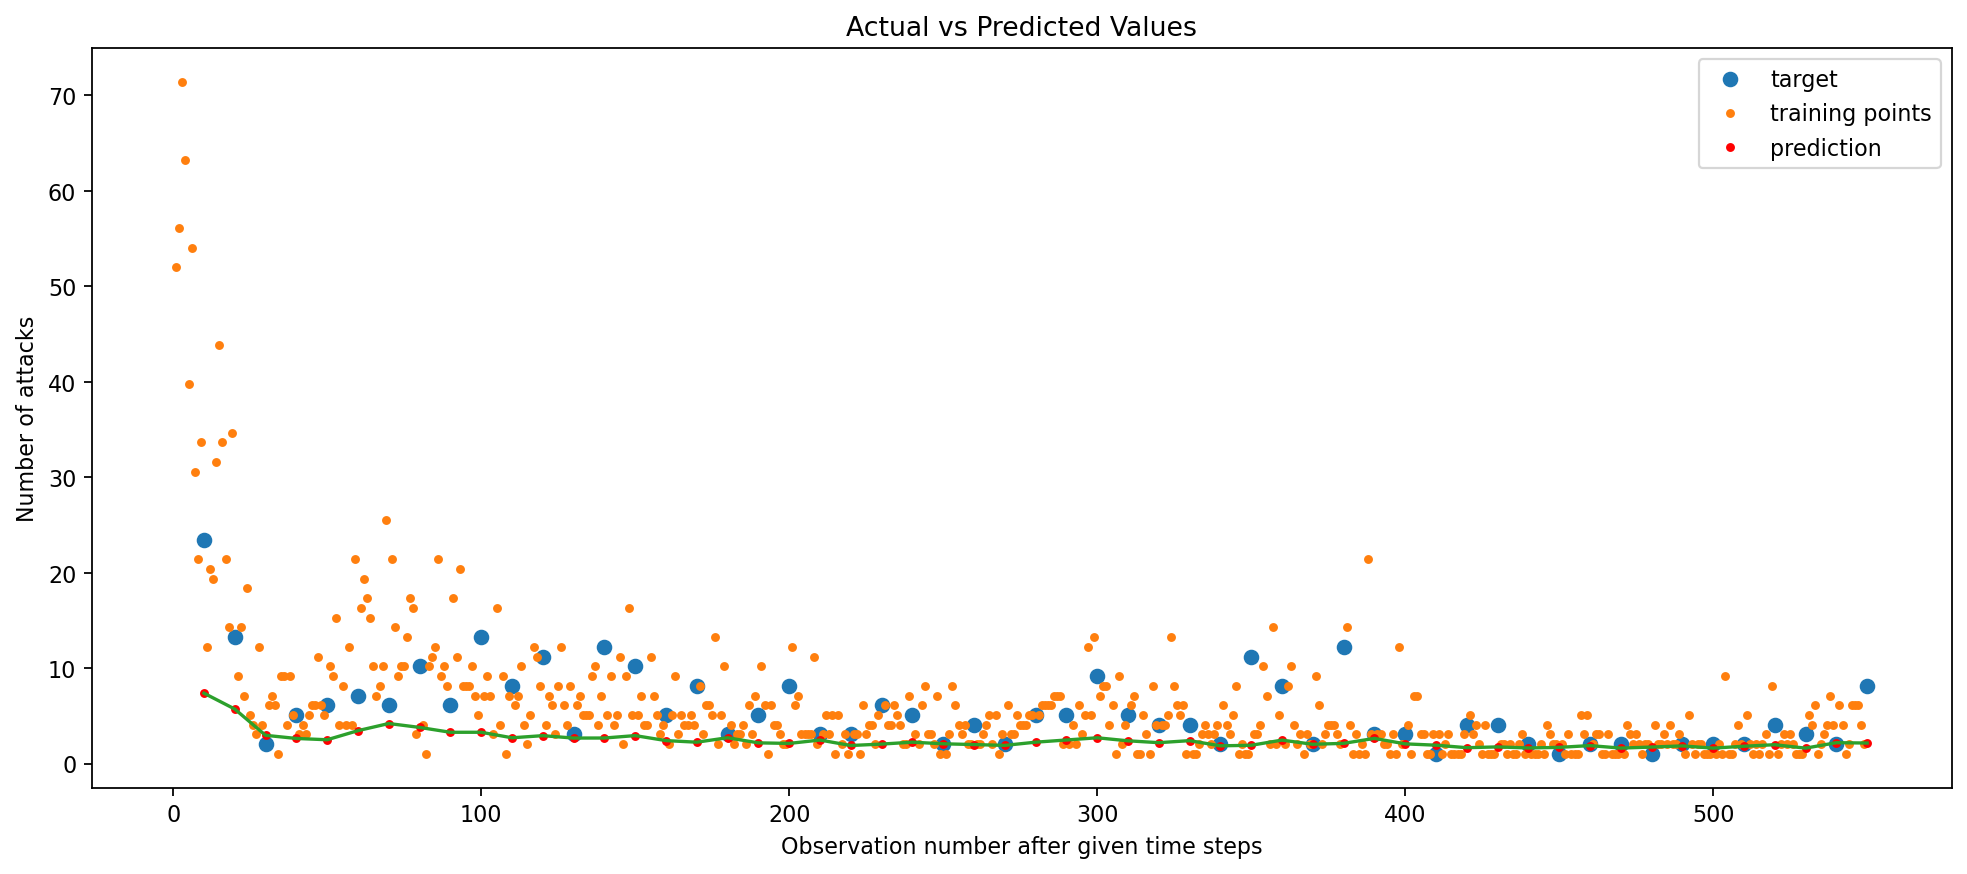 Actual vs Predicted Values
target
training points
prediction
Number of attacks
70
60
50
40
30
20
10
0
0 100 200 300 400 500
Observation number after given time steps